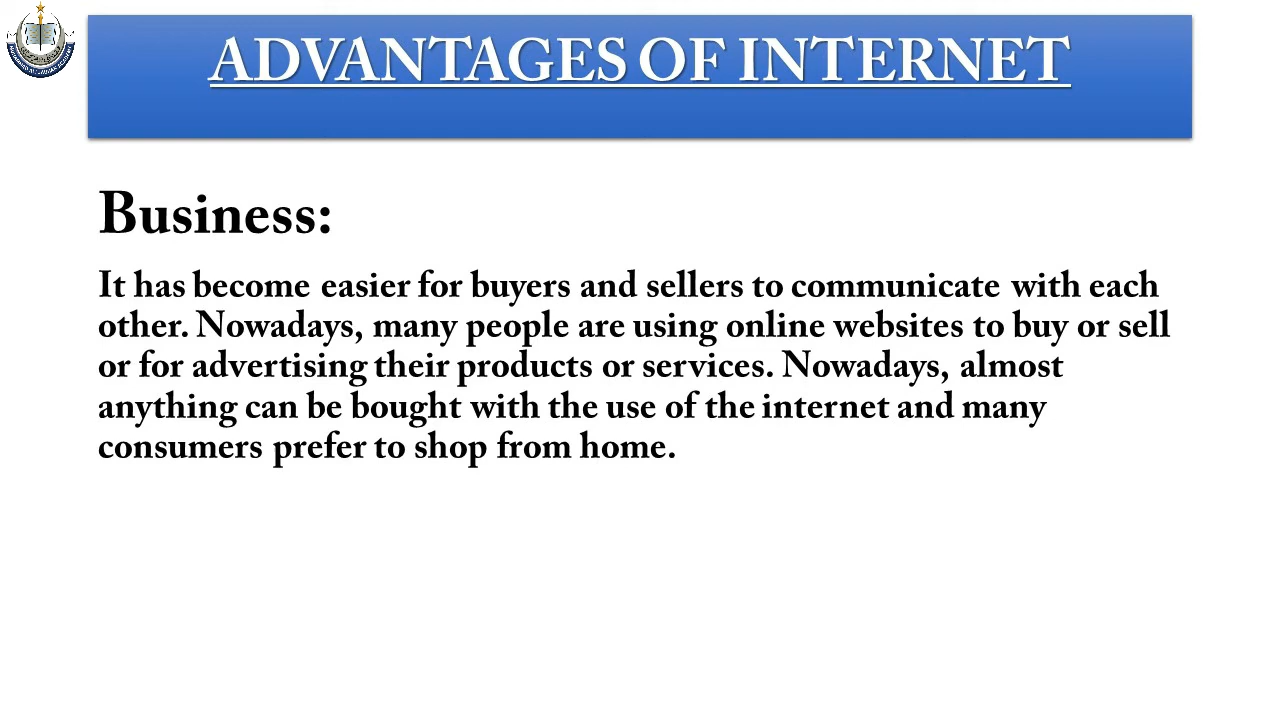 ADVANTAGES OF INTERNET
Business:
It has become easier for buyers and sellers to communicate with each
other. Nowadays, many people are using online websites to buy or sell
or for advertising their products or services. Nowadays, almost
anything can be bought with the use of the internet and many
consumers prefer to shop from home.